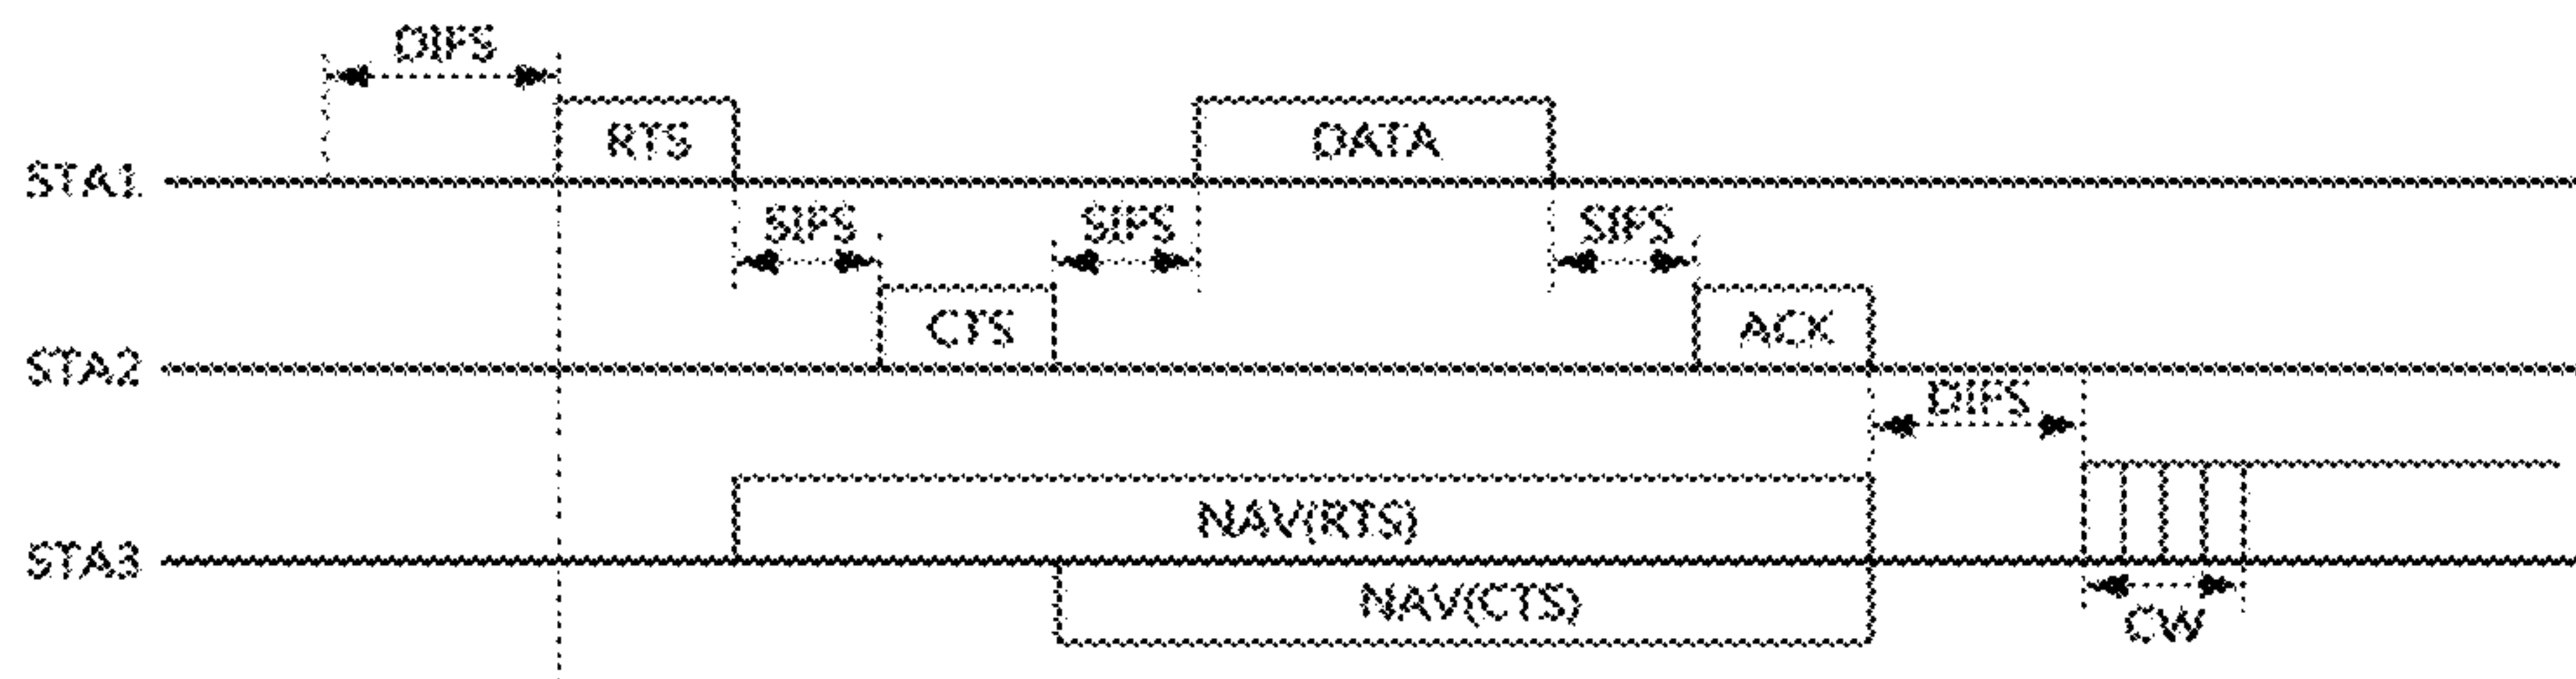 DIFS
RTS
DATA
STA1
SIFS
SIFS
SIFS
CTS
ACK
STA2
DIFS
NAV(RTS)
STA3
NAV(CTS)
CW